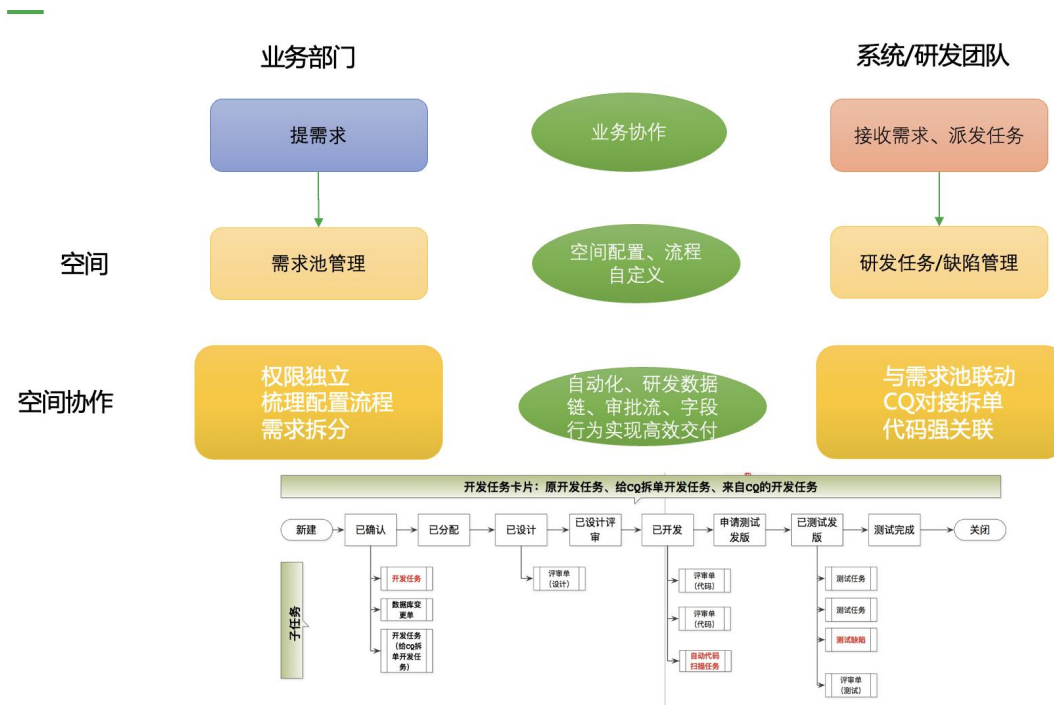 业务部门
系统/研发团队
提需求
业务协作
接收需求、派发任务
空间
需求池管理
空间配置、流程
自定义
研发任务/缺陷管理
空间协作
权限独立
梳理配置流程
需求拆分
自动化、研发数据
链、审批流、字段
行为实现高效交付
与需求池联动
CQ对接拆单
代码强关联
开发任务卡片：原开发任务、给CQ拆单开发任务、来自CQ的开发任务
新建
已确认
已分配
已设计
已设计评
审
已开发
申请测试
发版
已测试发
版
测试完成
关闭
子任务
开发任务
数据库变
更单
开发任务
（给CQ拆
单开发任
务）
评审单
（设计）
评审单
（代码）
评审单
（代码）
自动代码
扫描任务
测试任务
测试任务
测试缺陷
评审单
（测试）